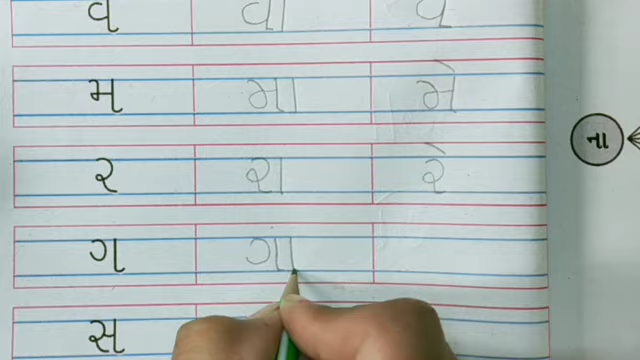 વ વા વે
મ મા મે
ર રા રે
ગ ગા
સ
ના